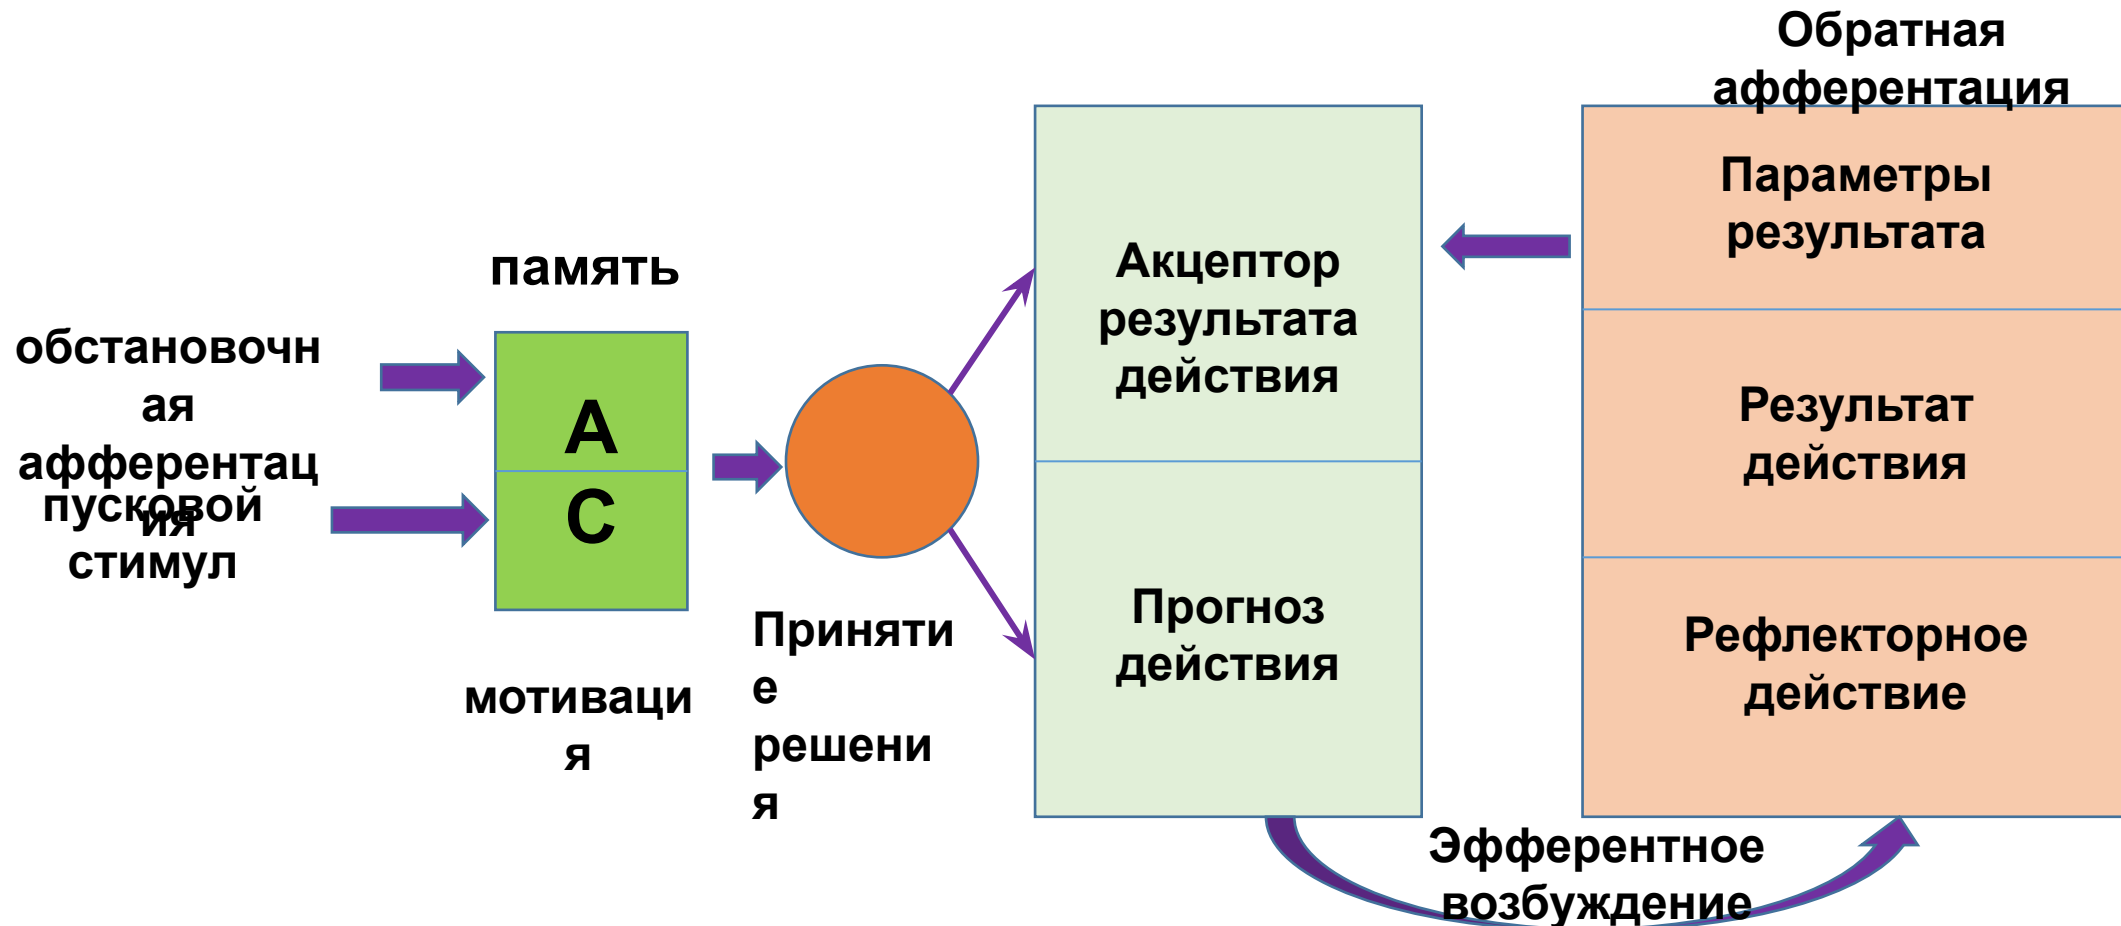 обстановочн
ая
афферентац
ия
пусковой
стимул
память
А
С
мотиваци
я
Приняти
е
решени
я
Акцептор
результата
действия
Прогноз
действия
Обратная
афферентация
Параметры
результата
Результат
действия
Рефлекторное
действие
Эфферентное
возбуждение